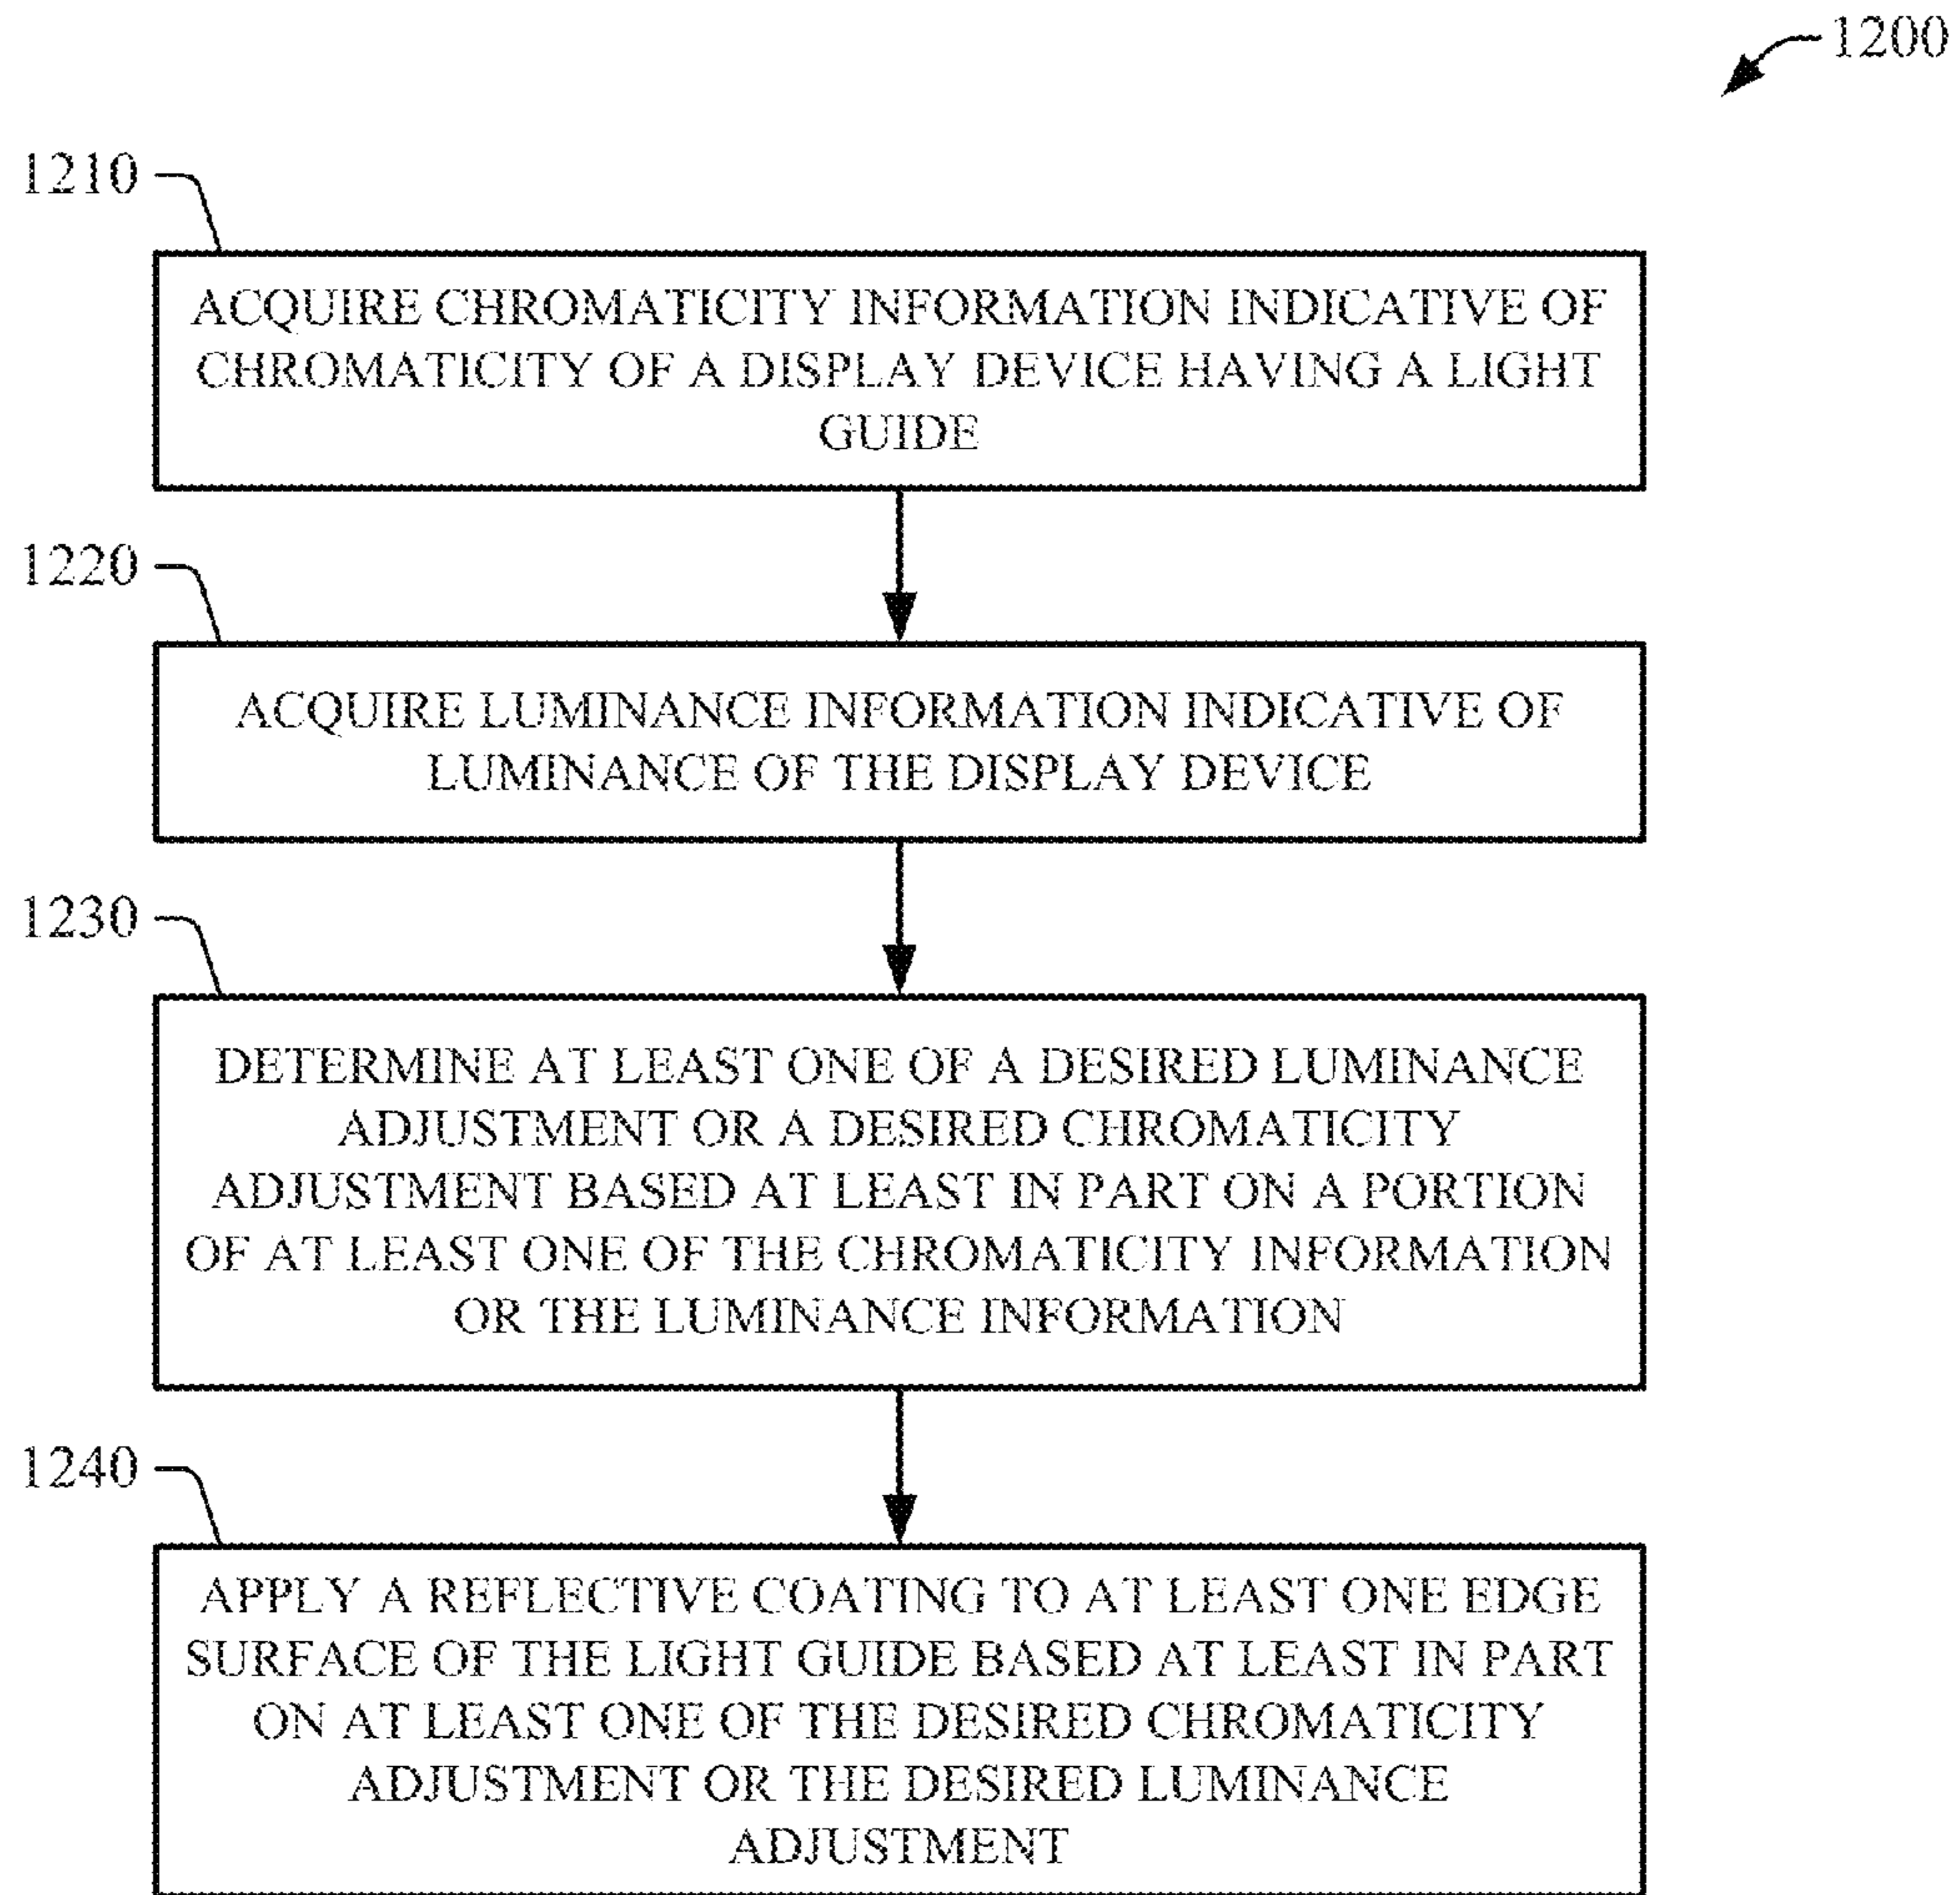 1200
1210
ACQUIRE CHROMATICITY INFORMATION INDICATIVE OF
CHROMATICITY OF A DISPLAY DEVICE HAVING A LIGHT
GUIDE
1220
ACQUIRE LUMINANCE INFORMATION INDICATIVE OF
LUMINANCE OF THE DISPLAY DEVICE
1230
DETERMINE AT LEAST ONE OF A DESIRED LUMINANCE
ADJUSTMENT OR A DESIRED CHROMATICITY
ADJUSTMENT BASED AT LEAST IN PART ON A PORTION
OF AT LEAST ONE OF THE CHROMATICITY INFORMATION
OR THE LUMINANCE INFORMATION
1240
APPLY A REFLECTIVE COATING TO AT LEAST ONE EDGE
SURFACE OF THE LIGHT GUIDE BASED AT LEAST IN PART
ON AT LEAST ONE OF THE DESIRED CHROMATICITY
ADJUSTMENT OR THE DESIRED LUMINANCE
ADJUSTMENT